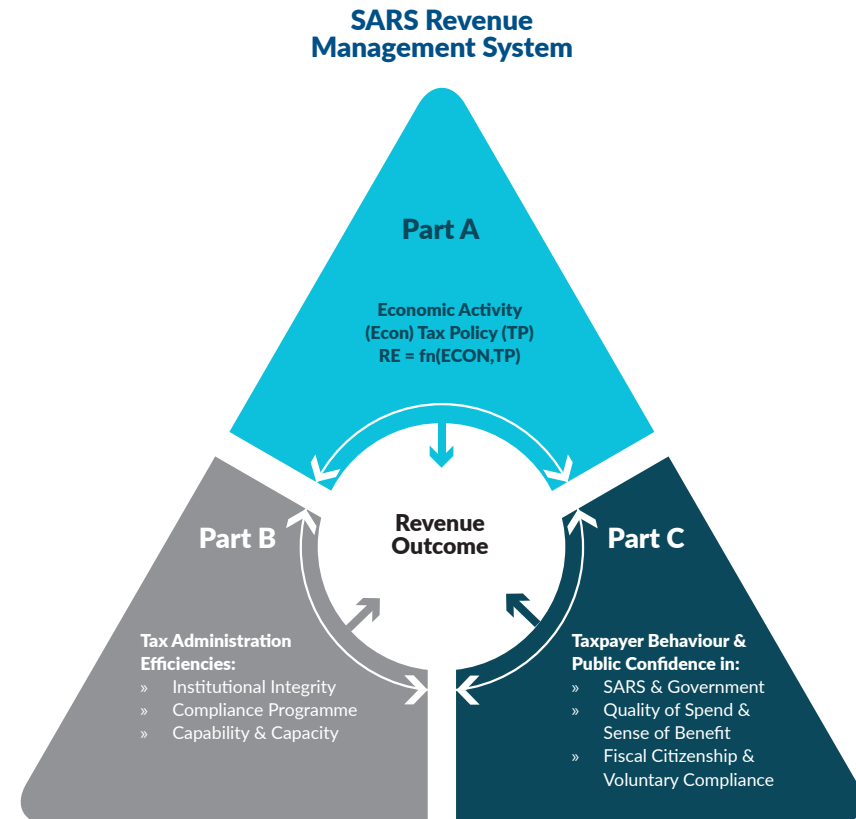 SARS Revenue
Management System
Part A
Economic Activity
(Econ) Tax Policy (TP)
RE = fn(ECON,TP)
Revenue
Outcome
Part B
Tax Administration
Efficiencies:
» Institutional Integrity
» Compliance Programme
» Capability & Capacity
Part C
Taxpayer Behaviour &
Public Confidence in:
» SARS & Government
» Quality of Spend &
Sense of Benefit
» Fiscal Citizenship &
Voluntary Compliance